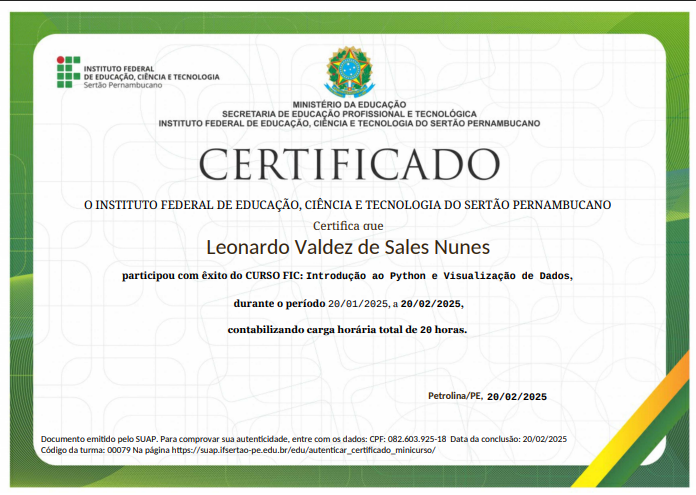 INSTITUTO FEDERAL
DE EDUCAÇÃO, CIÊNCIA E TECNOLOGIA
Sertão Pernambucano
MINISTÉRIO DA EDUCAÇÃO
SECRETARIA DE EDUCAÇÃO PROFISSIONAL E TECNOLÓGICA
INSTITUTO FEDERAL DE EDUCAÇÃO, CIÊNCIA E TECNOLOGIA DO SERTÃO PERNAMBUCANO
CERTIFICADO
O INSTITUTO FEDERAL DE EDUCAÇÃO, CIÊNCIA E TECNOLOGIA DO SERTÃO PERNAMBUCANO
Certifica que
Leonardo Valdez de Sales Nunes
participou com êxito do CURSO FIC: Introdução ao Python e Visualização de Dados,
durante o período 20/01/2025, a 20/02/2025,
contabilizando carga horária total de 20 horas.
Petrolina/PE, 20/02/2025
Documento emitido pelo SUAP. Para comprovar sua autenticidade, entre com os dados: CPF: 082.603.925-18 Data da conclusão: 20/02/2025
Código da turma: 00079 Na página https://suap.ifsertao-pe.edu.br/edu/autenticar_certificado_minicurso/